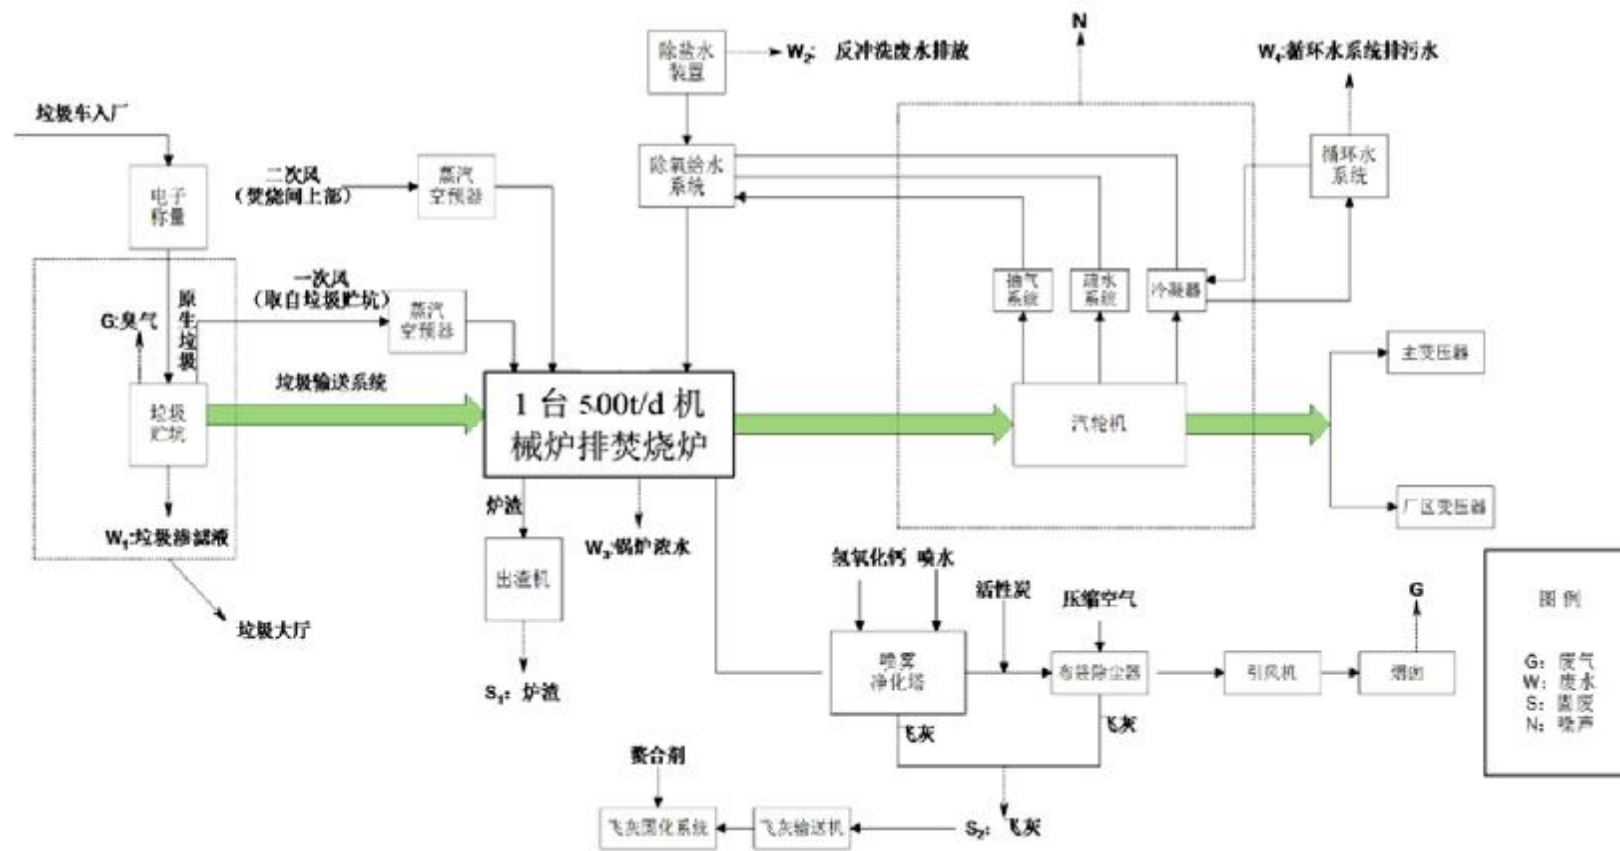 N
除盐水
装置
W₂: 反冲洗废水排放
W₄:循环水系统排污水
垃圾车入厂
电子
称量
二次风
(焚烧间上部)
蒸汽
空预器
除氧给水
系统
循环水
系统
一次风
(取自垃圾贮坑)
蒸汽
空预器
抽气
系统
疏水
系统
冷凝器
G:臭气
原生垃圾
垃圾输送系统
垃圾
贮坑
1 台 500t/d 机
械炉排焚烧炉
汽轮机
主变压器
厂区变压器
W₁:垃圾渗滤液
垃圾大厅
炉渣
出渣机
S₁: 炉渣
W₃:锅炉浓水
氢氧化钙 喷水
活性炭
压缩空气
喷雾
净化塔
布袋除尘器
引风机
烟囱
G
飞灰
飞灰
螯合剂
飞灰固化系统
飞灰输送机
S₂: 飞灰
图例
G: 废气
W: 废水
S: 固废
N: 噪声